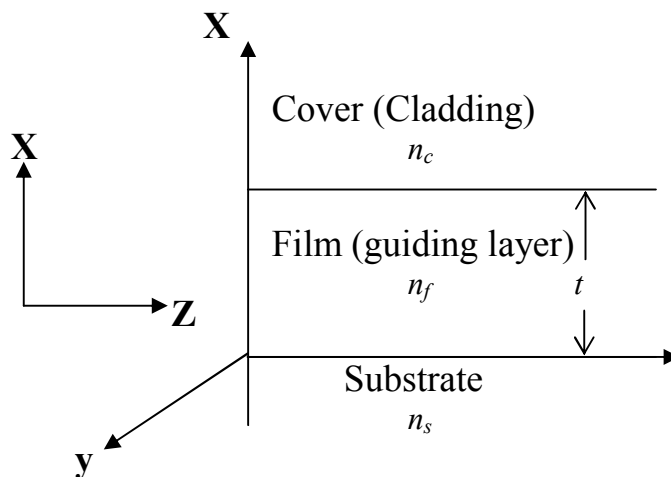 X
Cover (Cladding)
n_c
X
Film (guiding layer)
n_f
t
Z
Substrate
n_s
y